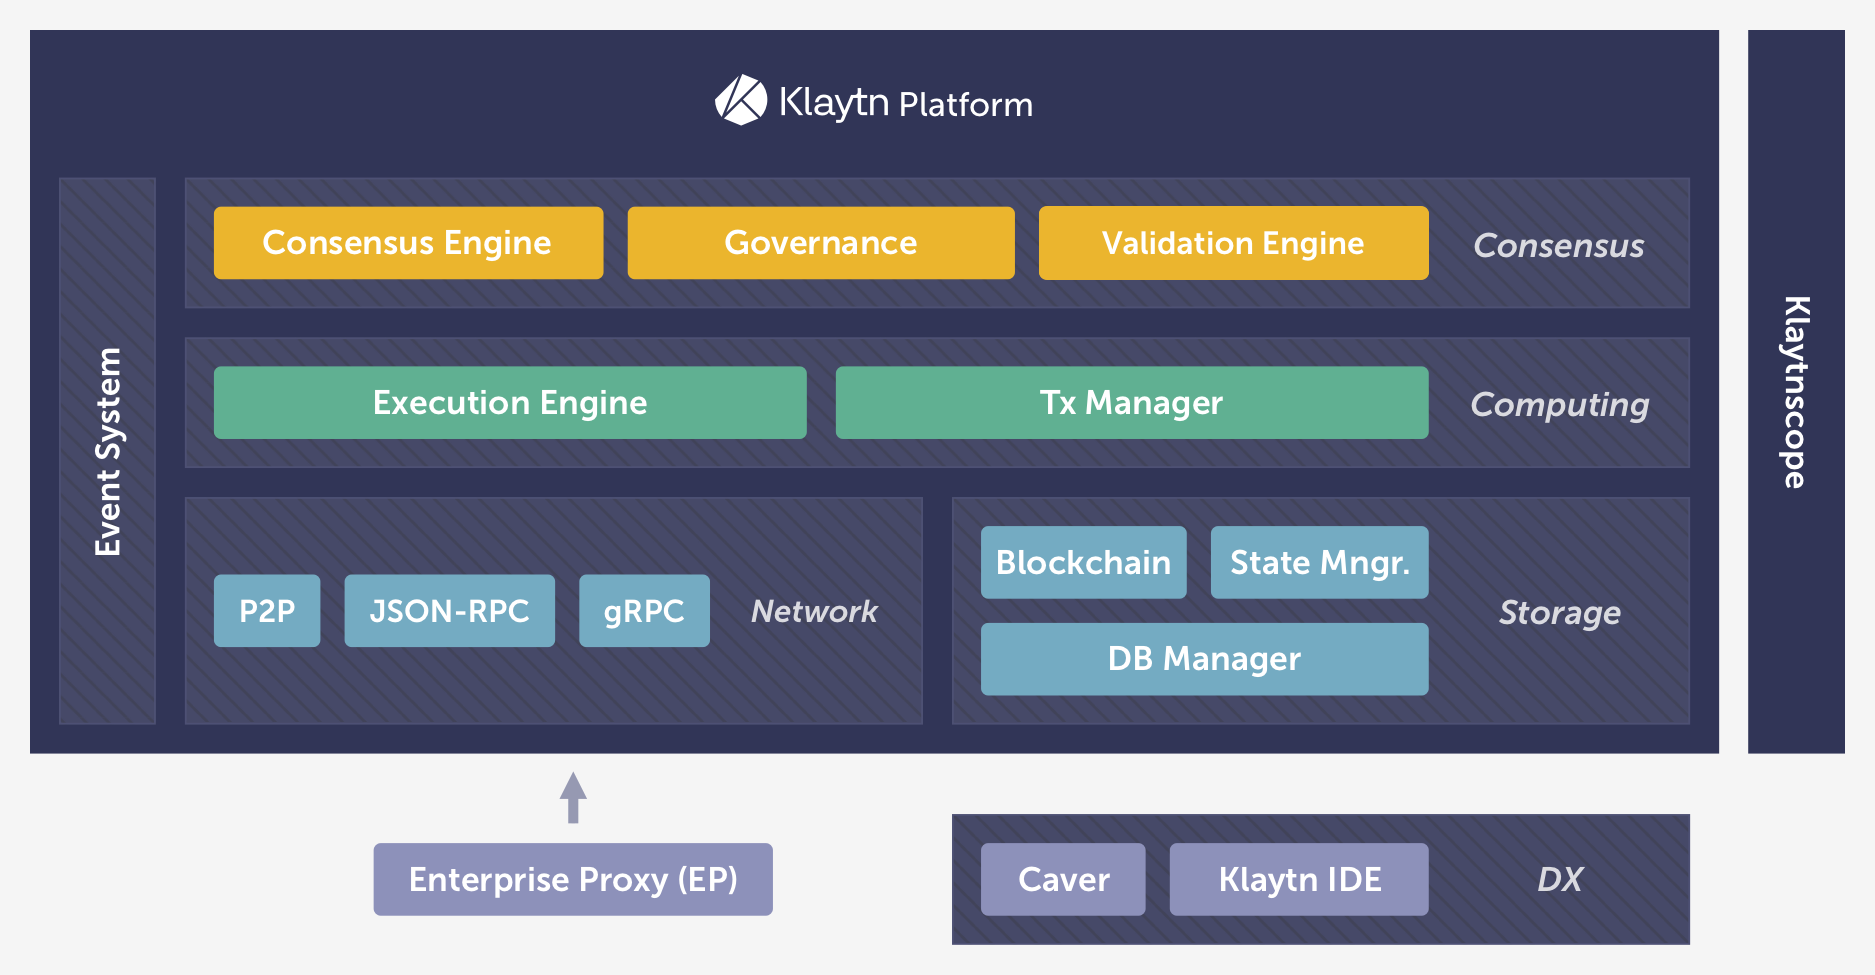 Klaytn Platform
Event System
Consensus Engine
Governance
Validation Engine
Consensus
Execution Engine
Tx Manager
Computing
P2P
JSON-RPC
gRPC
Network
Blockchain
State Mngr.
DB Manager
Storage
Klaytnscope
Enterprise Proxy (EP)
Caver
Klaytn IDE
DX